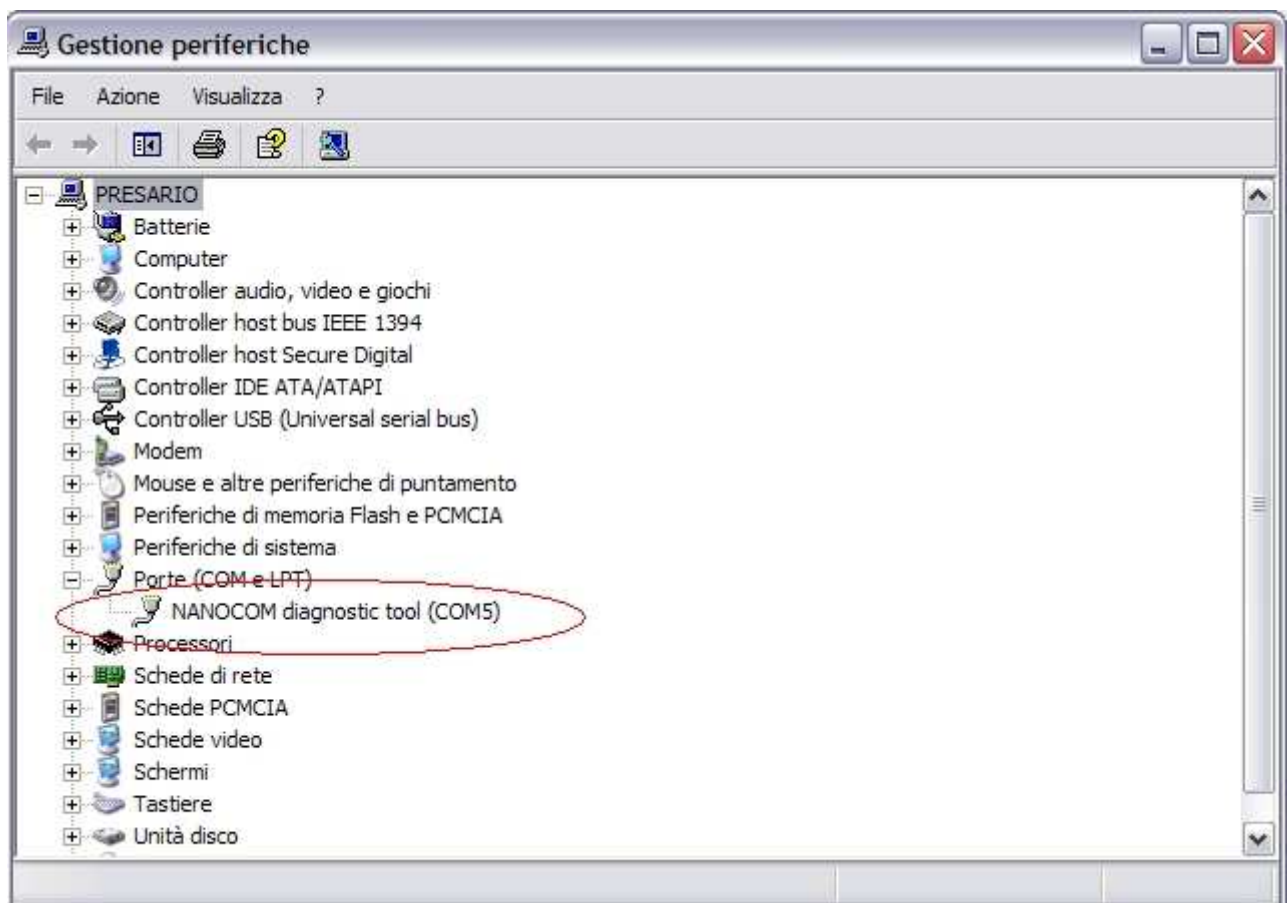 Gestione periferiche
File Azione Visualizza ?
PRESARIO
Batterie
Computer
Controller audio, video e giochi
Controller host bus IEEE 1394
Controller host Secure Digital
Controller IDE ATA/ATAPI
Controller USB (Universal serial bus)
Modem
Mouse e altre periferiche di puntamento
Periferiche di memoria Flash e PCMCIA
Periferiche di sistema
Porte (COM e LPT)
NANOCOM diagnostic tool (COM5)
Processori
Schede di rete
Schede PCMCIA
Schede video
Schermi
Tastiere
Unità disco